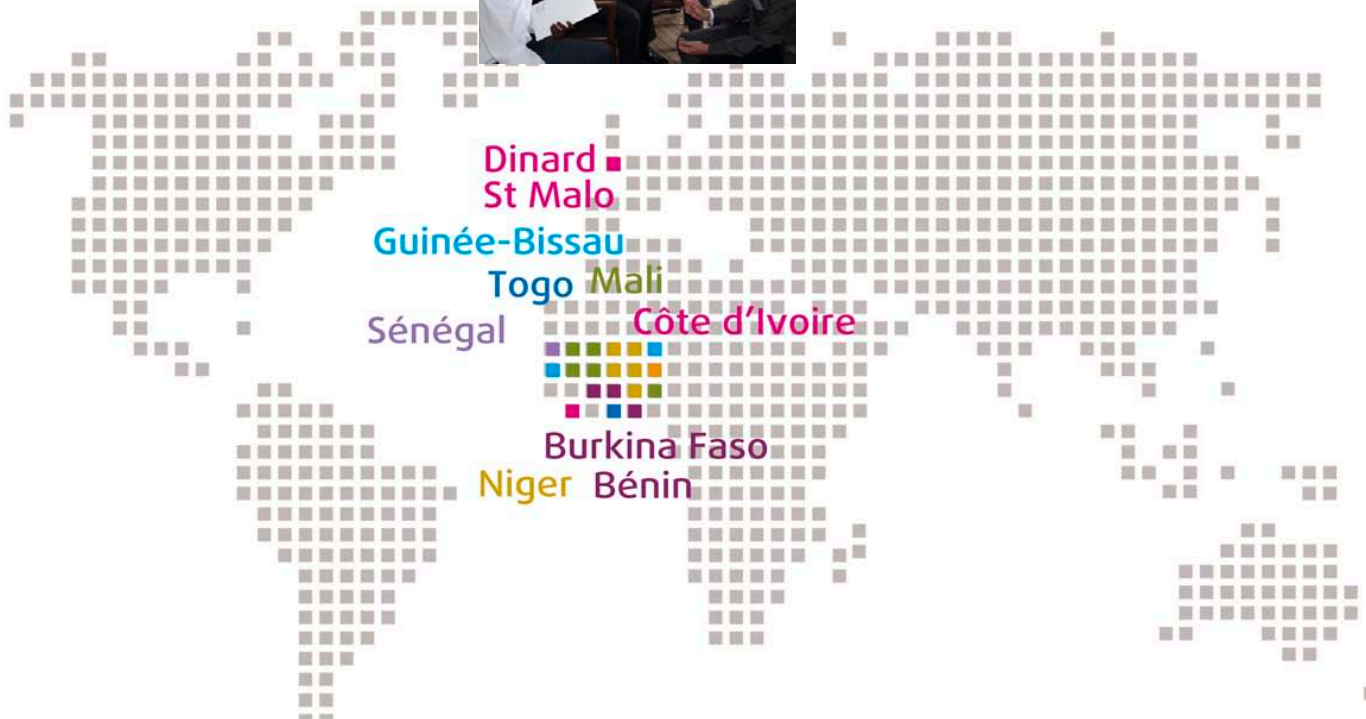 Dinard
St Malo
Guinée-Bissau
Togo Mali
Côte d'Ivoire
Sénégal
Burkina Faso
Niger Bénin